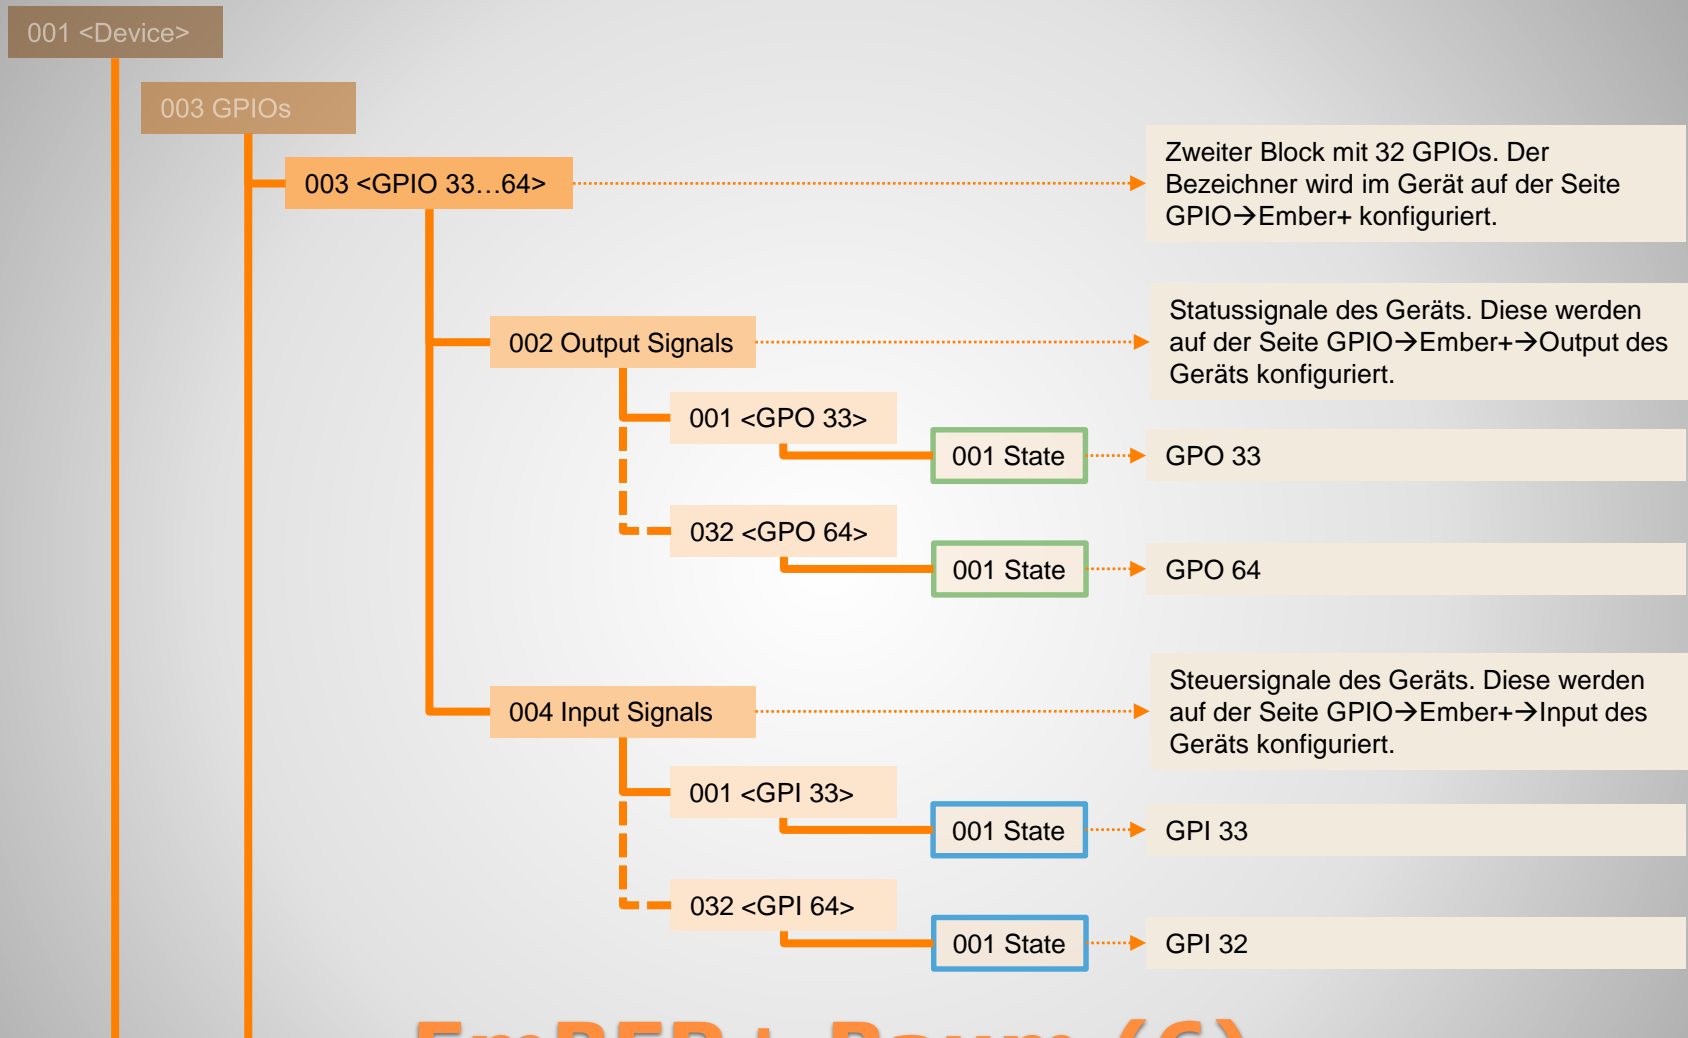 001 <Device>
003 GPIOs
003 <GPIO 33…64>
Zweiter Block mit 32 GPIOs. Der
Bezeichner wird im Gerät auf der Seite
GPIO→Ember+ konfiguriert.
002 Output Signals
Statussignale des Geräts. Diese werden
auf der Seite GPIO→Ember+→Output des
Geräts konfiguriert.
001 <GPO 33>
001 State
GPO 33
032 <GPO 64>
001 State
GPO 64
004 Input Signals
Steuersignale des Geräts. Diese werden
auf der Seite GPIO→Ember+→Input des
Geräts konfiguriert.
001 <GPI 33>
001 State
GPI 33
032 <GPI 64>
001 State
GPI 32
EmBER+ Baum (6)